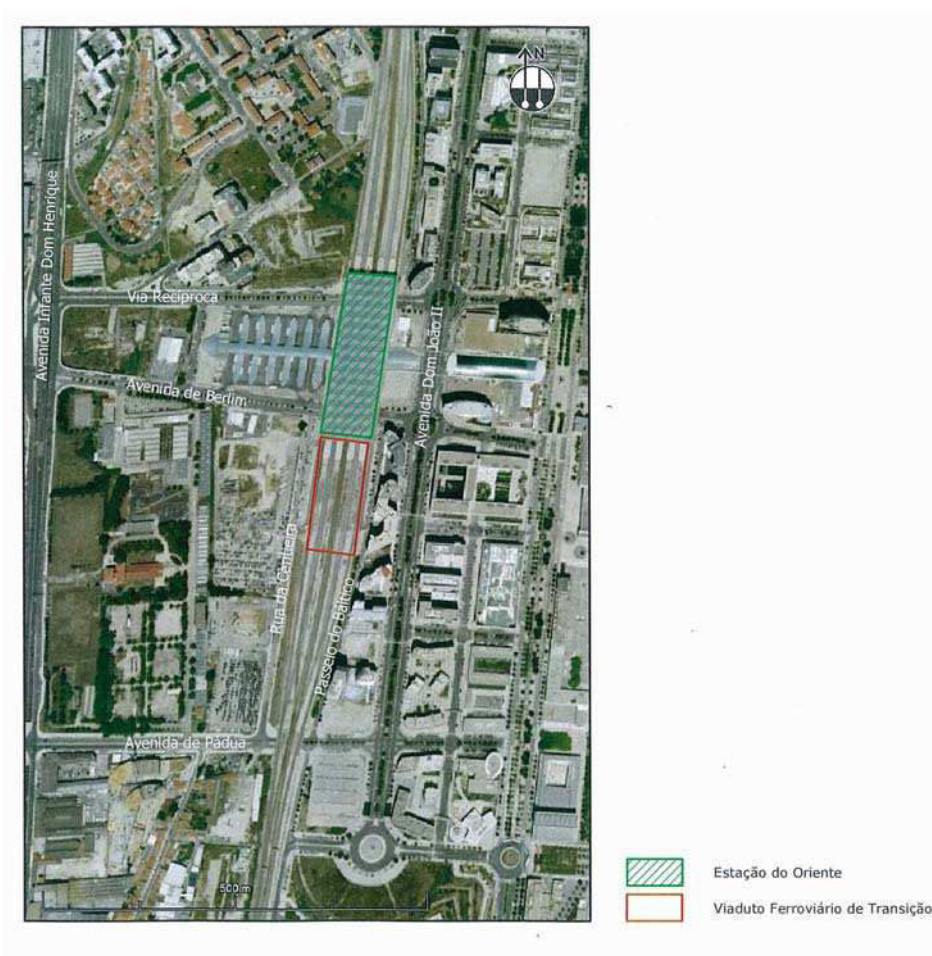 N
Avenida Infante Dom Henrique
Via Recíproca
Avenida Dom João II
Avenida de Berlim
Rua da Centieira
Passeio do Báltico
Avenida de Pádua
500 m
Estação do Oriente
Viaduto Ferroviário de Transição